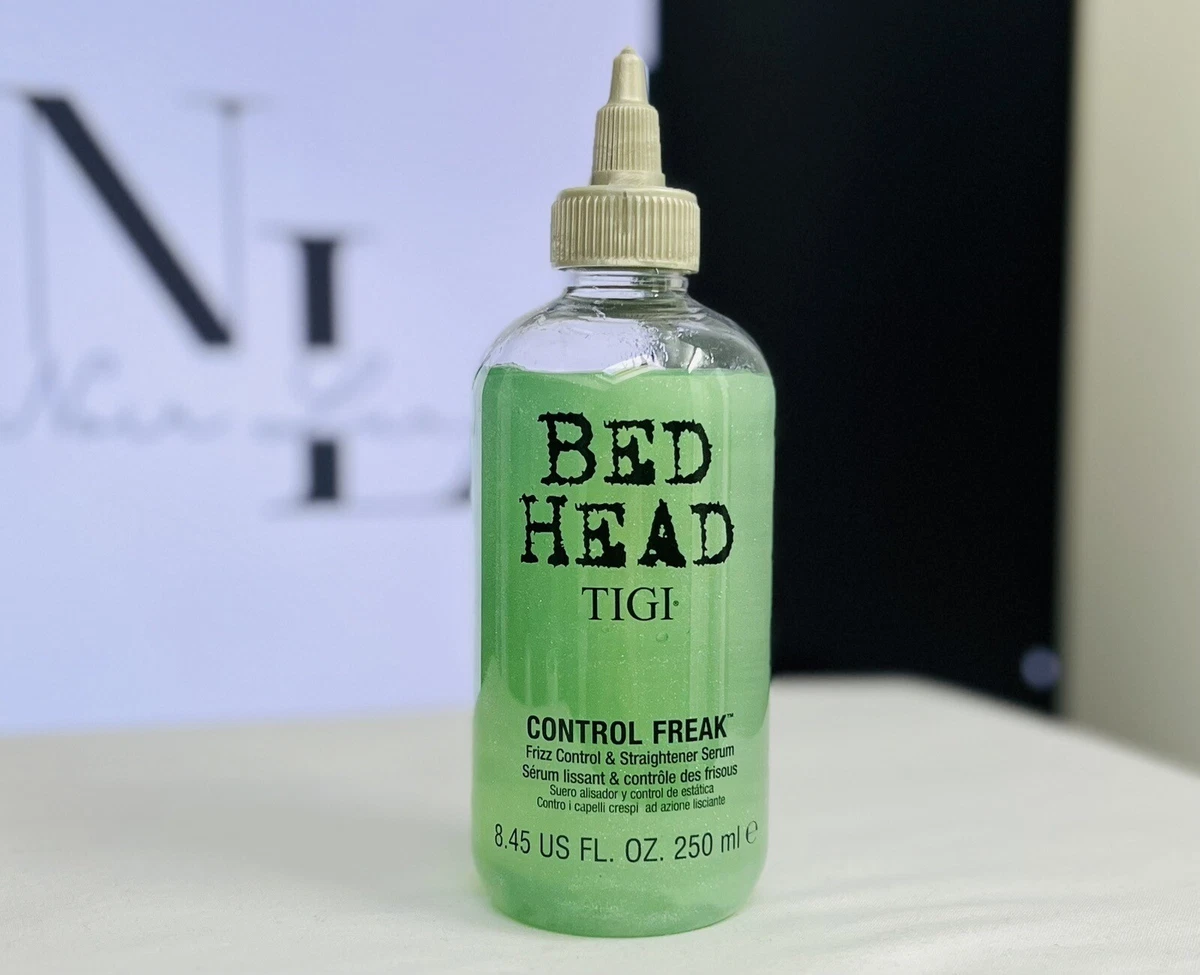 NL
BED
HEAD
TIGI®
CONTROL FREAK™
Frizz Control & Straightener Serum
Sérum lissant & contrôle des frisous
Suero alisador y control de estática
Contro i capelli crespi ad azione lisciante
8.45 US FL. OZ. 250 ml ℮